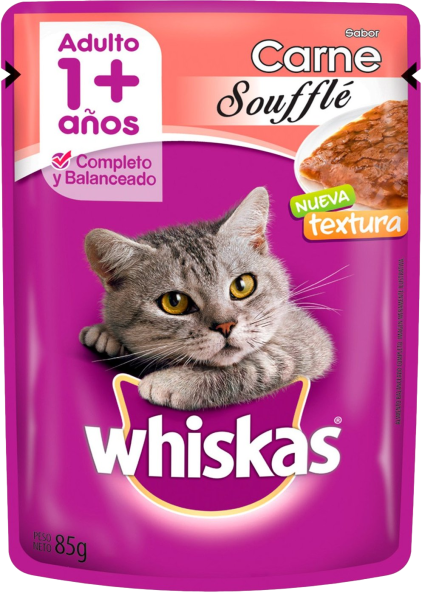 Adulto
1+
años
Completo
y Balanceado
Sabor
Carne
Soufflé
NUEVA
textura
whiskas®
PESO
NETO 85g